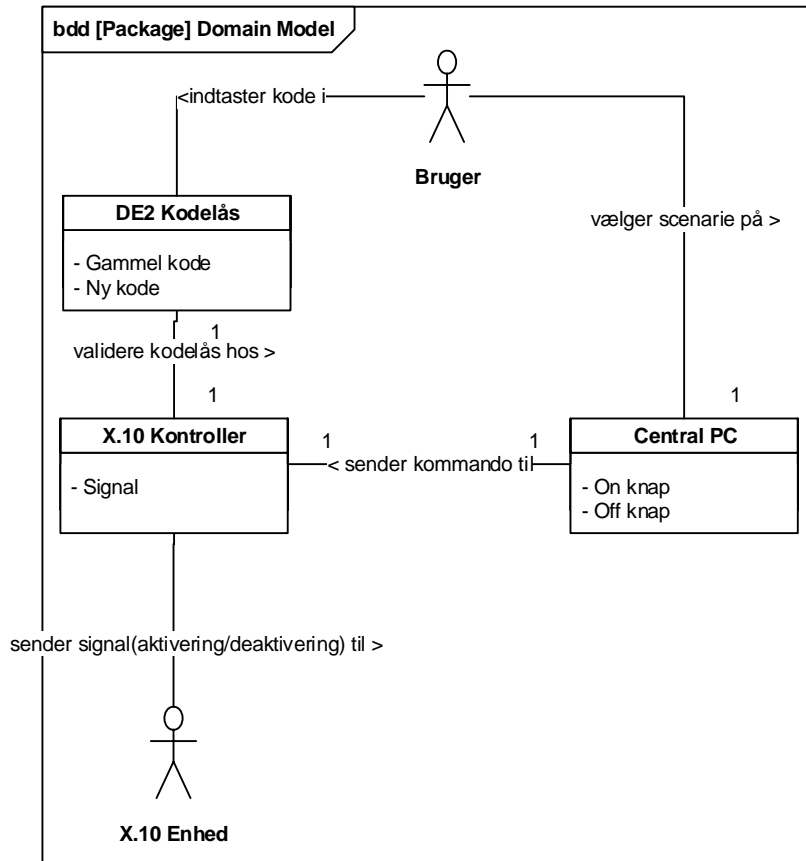 bdd [Package] Domain Model
<indtaster kode i
Bruger
DE2 Kodelås
- Gammel kode
- Ny kode
vælger scenarie på >
1
validere kodelås hos >
1
1
X.10 Kontroller
- Signal
1
< sender kommando til
1
Central PC
- On knap
- Off knap
sender signal(aktivering/deaktivering) til >
X.10 Enhed